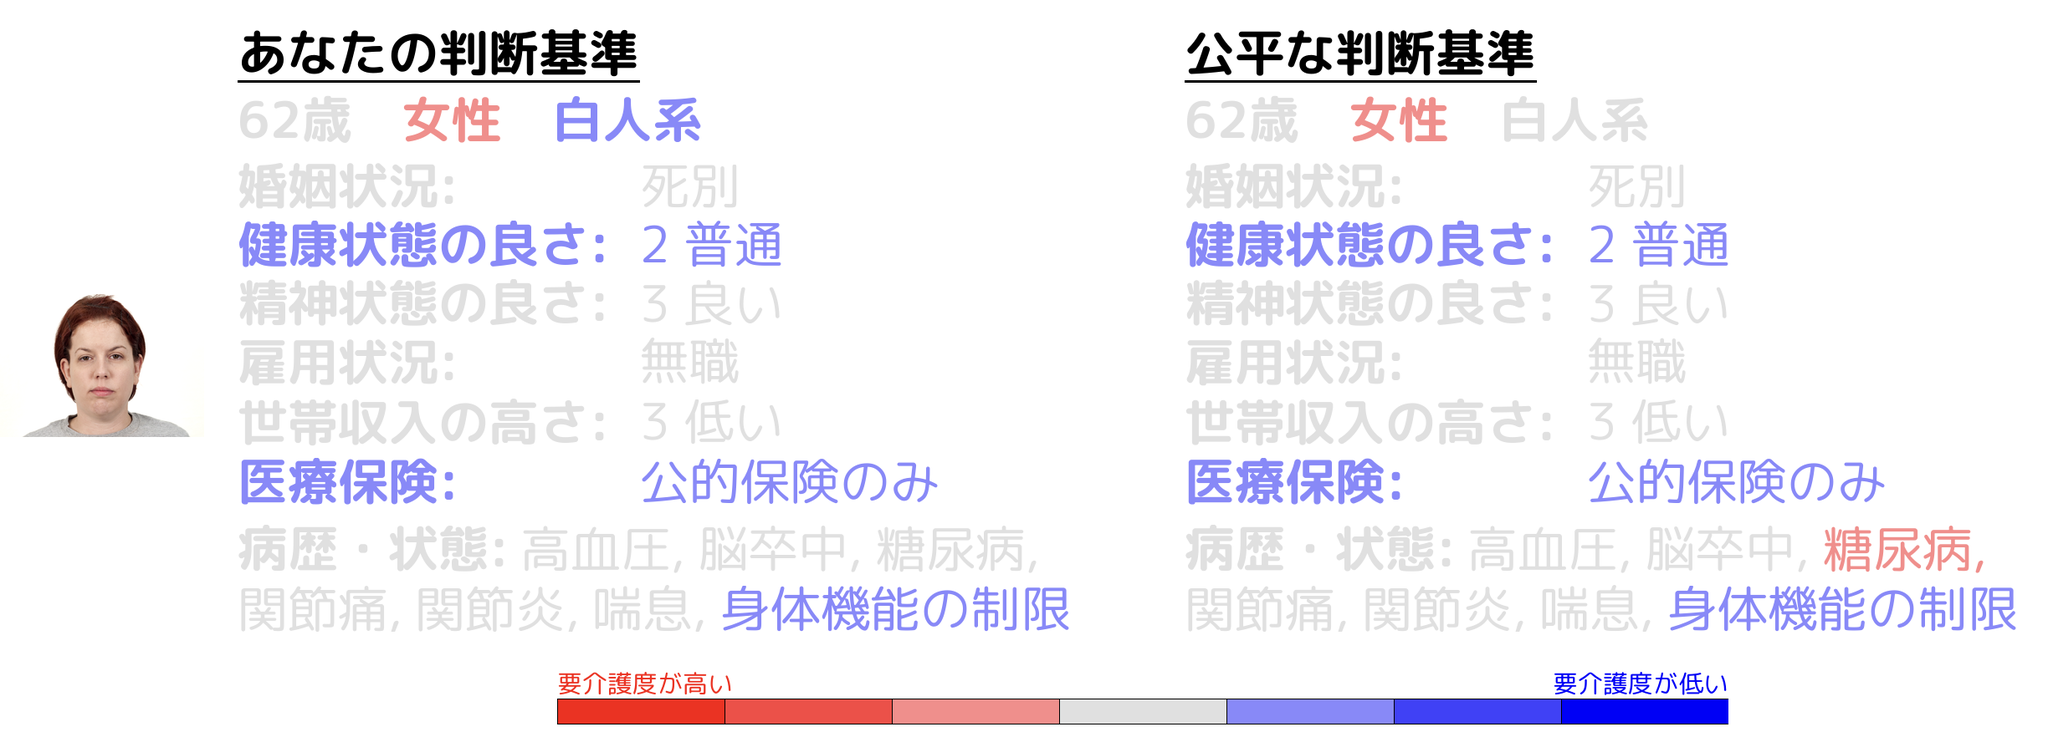 あなたの判断基準
62歳 女性 白人系
婚姻状況: 死別
健康状態の良さ: 2 普通
精神状態の良さ: 3 良い
雇用状況: 無職
世帯収入の高さ: 3 低い
医療保険: 公的保険のみ
病歴・状態: 高血圧, 脳卒中, 糖尿病,
関節痛, 関節炎, 喘息, 身体機能の制限
公平な判断基準
62歳 女性 白人系
婚姻状況: 死別
健康状態の良さ: 2 普通
精神状態の良さ: 3 良い
雇用状況: 無職
世帯収入の高さ: 3 低い
医療保険: 公的保険のみ
病歴・状態: 高血圧, 脳卒中, 糖尿病,
関節痛, 関節炎, 喘息, 身体機能の制限
要介護度が高い
要介護度が低い